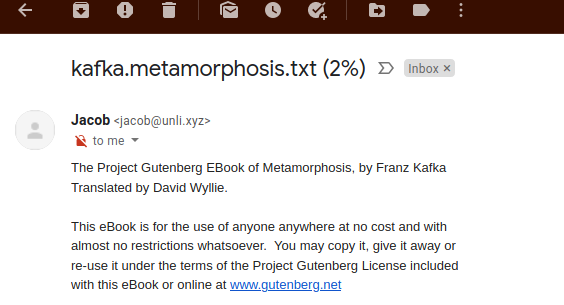 kafka.metamorphosis.txt (2%) Inbox ×
Jacob <jacob@unli.xyz>
to me
The Project Gutenberg EBook of Metamorphosis, by Franz Kafka
Translated by David Wyllie.
This eBook is for the use of anyone anywhere at no cost and with
almost no restrictions whatsoever.  You may copy it, give it away or
re-use it under the terms of the Project Gutenberg License included
with this eBook or online at www.gutenberg.net